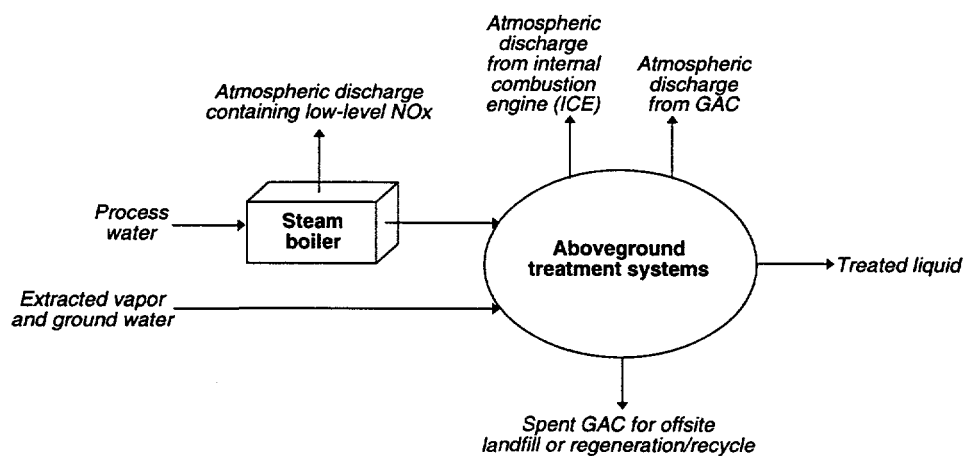 Atmospheric
discharge
from internal
combustion
engine (ICE)
Atmospheric
discharge
from GAC
Atmospheric discharge
containing low-level NOx
Process
water
Steam
boiler
Aboveground
treatment systems
Treated liquid
Extracted vapor
and ground water
Spent GAC for offsite
landfill or regeneration/recycle